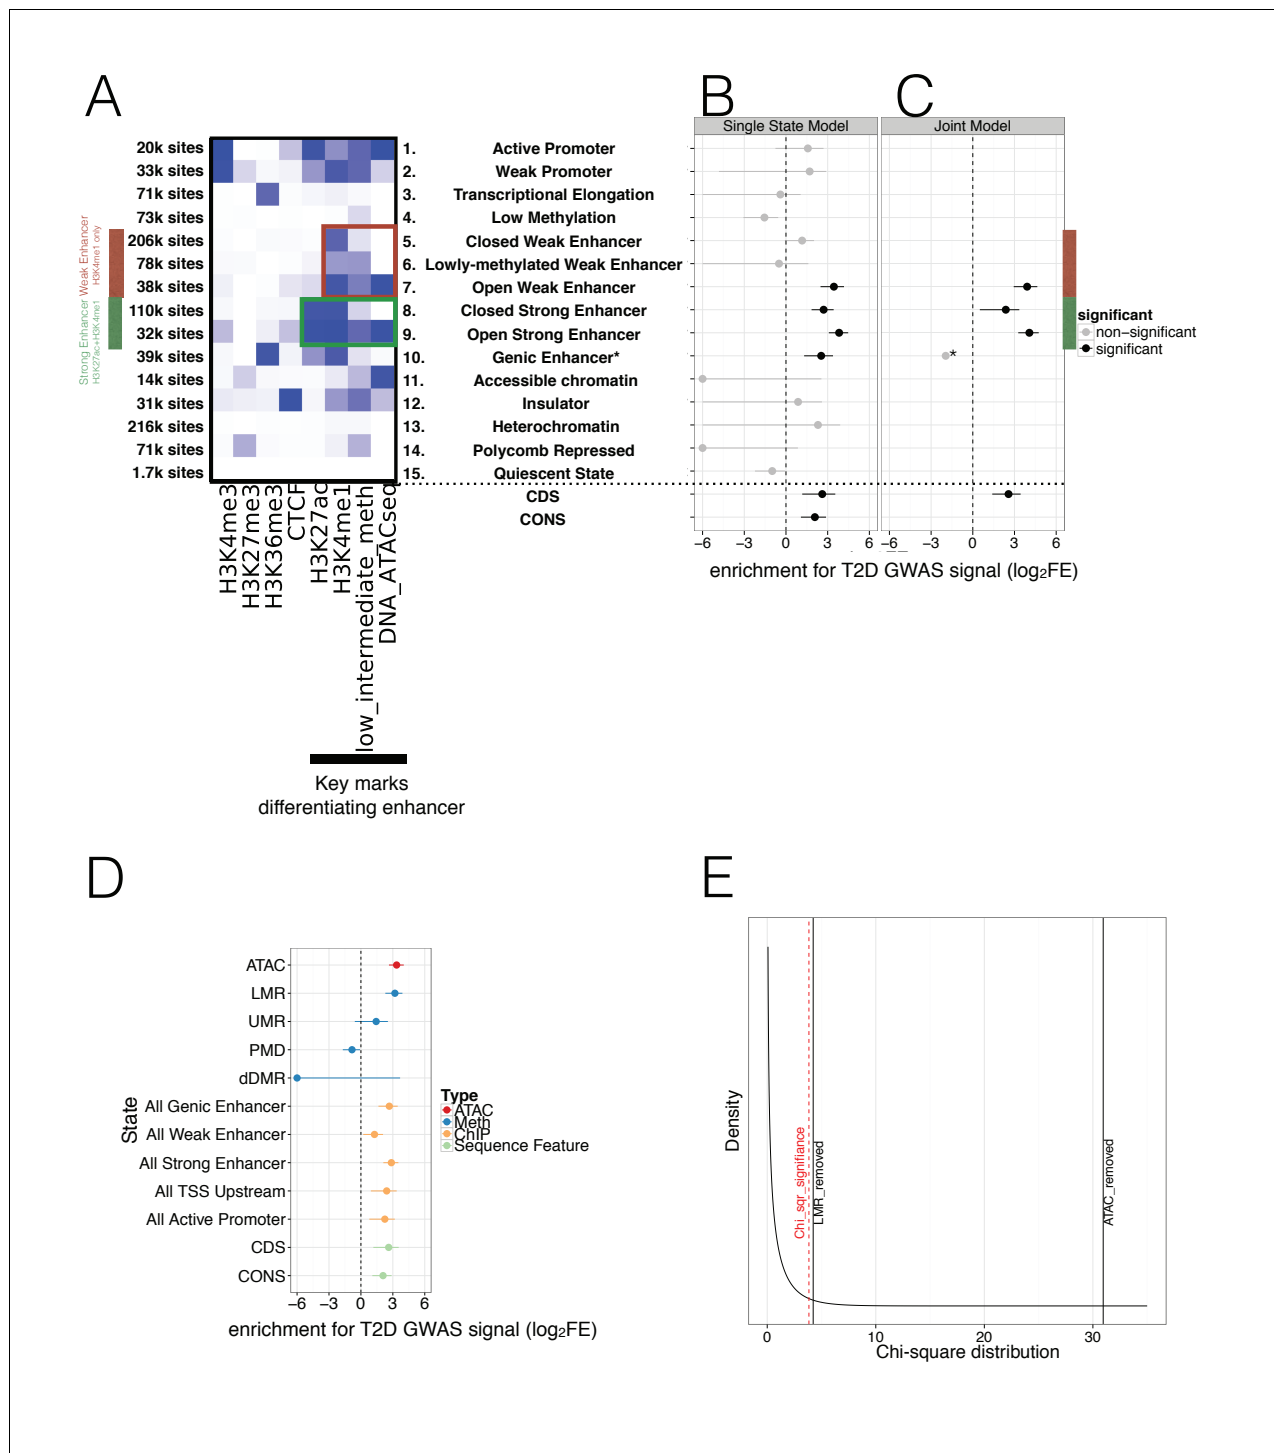 A
B
C
Single State Model
Joint Model
20k sites 1. Active Promoter
33k sites 2. Weak Promoter
71k sites 3. Transcriptional Elongation
73k sites 4. Low Methylation
206k sites 5. Closed Weak Enhancer
78k sites 6. Lowly-methylated Weak Enhancer
38k sites 7. Open Weak Enhancer
110k sites 8. Closed Strong Enhancer
32k sites 9. Open Strong Enhancer
39k sites 10. Genic Enhancer*
14k sites 11. Accessible chromatin
31k sites 12. Insulator
216k sites 13. Heterochromatin
71k sites 14. Polycomb Repressed
1.7k sites 15. Quiescent State
CDS
CONS
Weak Enhancer
H3K4me1 only
Strong Enhancer
H3K27ac+H3K4me1
*
significant
non−significant
significant
H3K4me3
H3K27me3
H3K36me3
CTCF
H3K27ac
H3K4me1
low_intermediate_meth
DNA_ATACseq
−6 −3 0 3 6
−6 −3 0 3 6
enrichment for T2D GWAS signal (log₂FE)
Key marks
differentiating enhancer
D
State
ATAC
LMR
UMR
PMD
dDMR
All Genic Enhancer
All Weak Enhancer
All Strong Enhancer
All TSS Upstream
All Active Promoter
CDS
CONS
−6 −3 0 3 6
enrichment for T2D GWAS signal (log₂FE)
Type
ATAC
Meth
ChIP
Sequence Feature
E
Density
Chi_sqr_signifiance
LMR_removed
ATAC_removed
0 10 20 30
Chi−square distribution